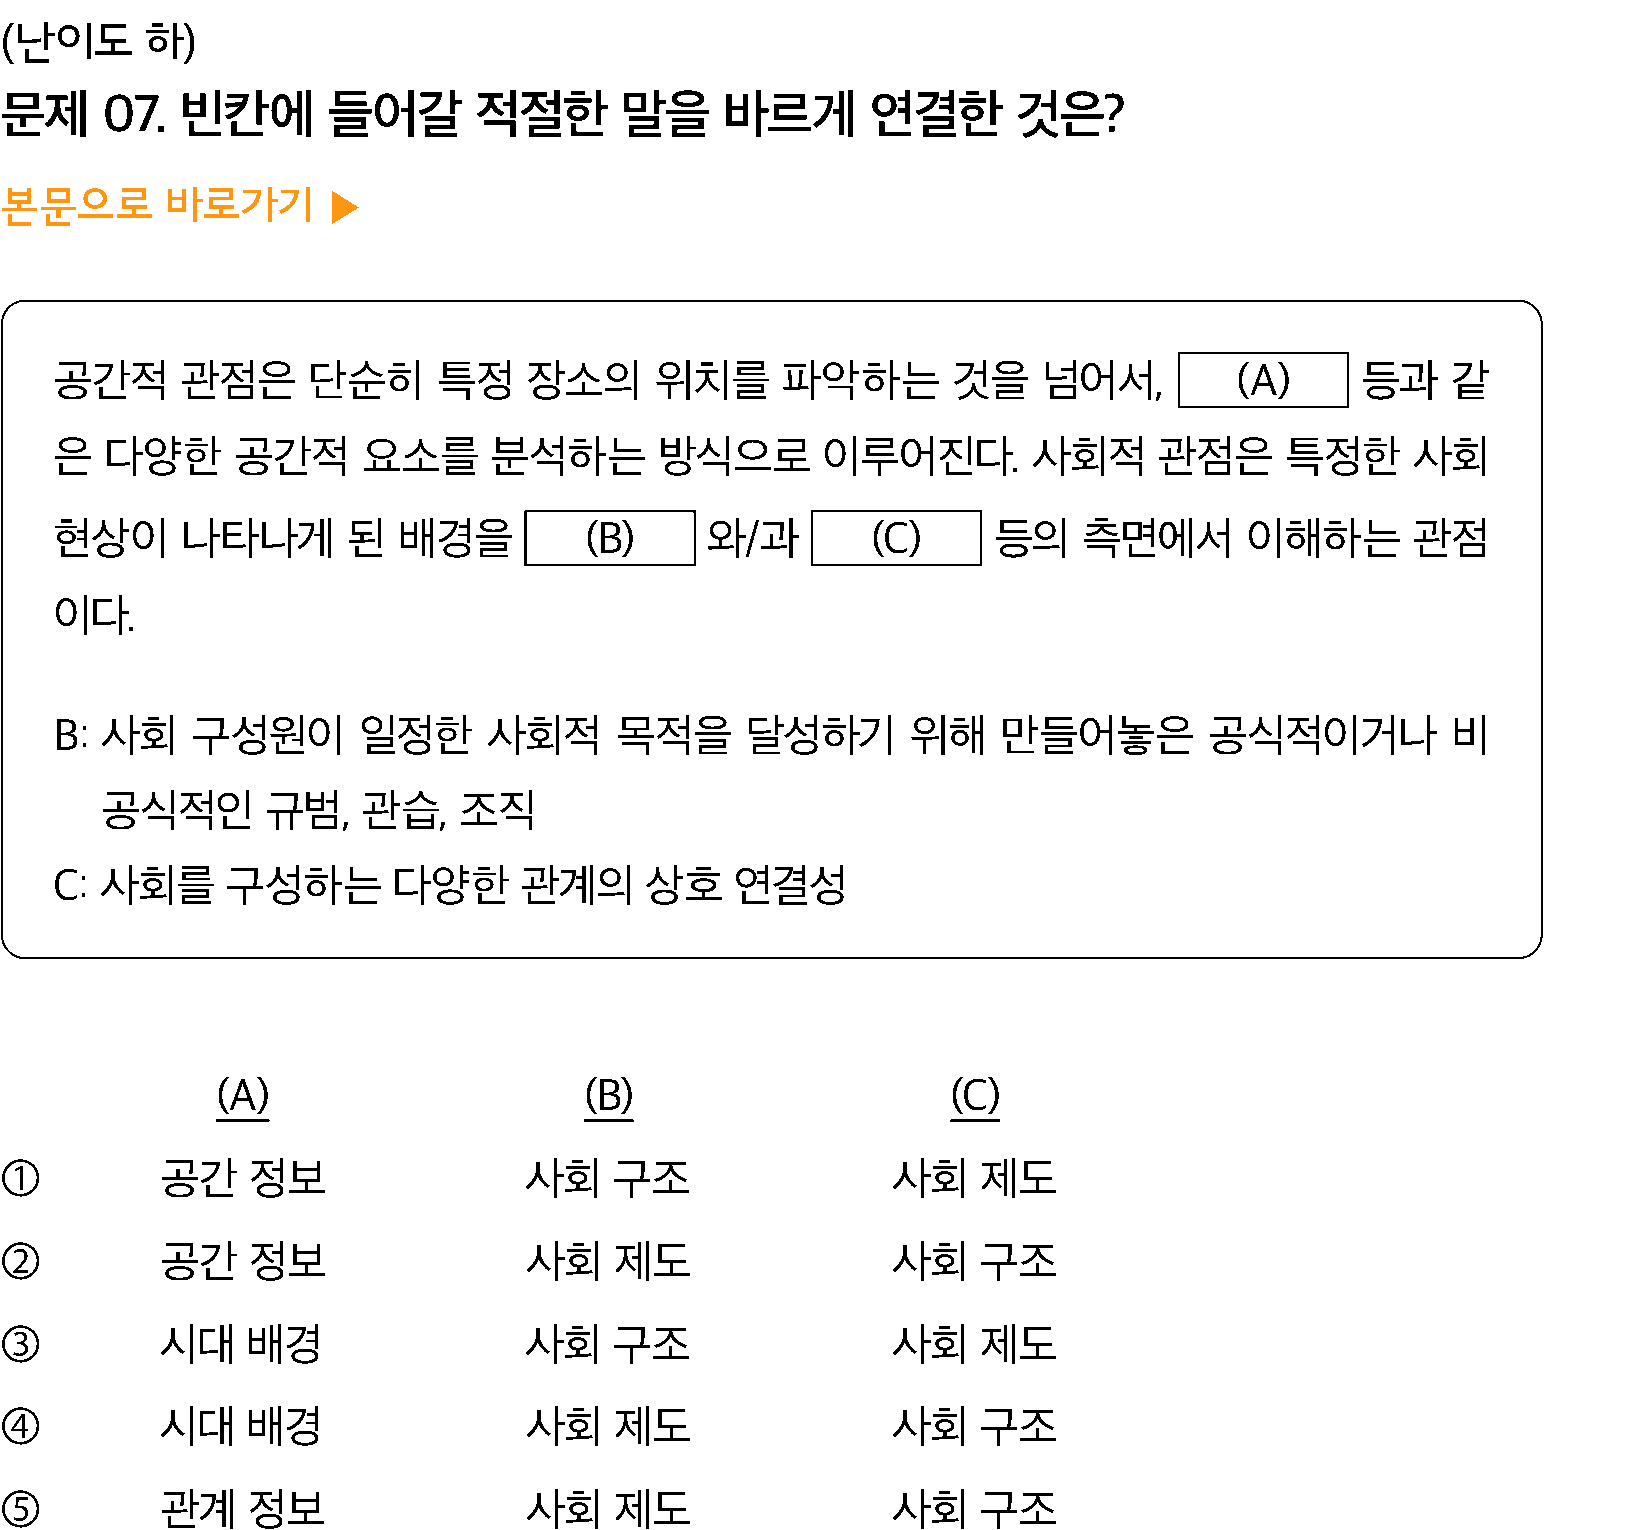 (난이도 하)
문제 07. 빈칸에 들어갈 적절한 말을 바르게 연결한 것은?
본문으로 바로가기 ▶
공간적 관점은 단순히 특정 장소의 위치를 파악하는 것을 넘어서, (A) 등과 같
은 다양한 공간적 요소를 분석하는 방식으로 이루어진다. 사회적 관점은 특정한 사회
현상이 나타나게 된 배경을 (B) 와/과 (C) 등의 측면에서 이해하는 관점
이다.
B: 사회 구성원이 일정한 사회적 목적을 달성하기 위해 만들어놓은 공식적이거나 비
공식적인 규범, 관습, 조직
C: 사회를 구성하는 다양한 관계의 상호 연결성
(A) (B) (C)
① 공간 정보 사회 구조 사회 제도
② 공간 정보 사회 제도 사회 구조
③ 시대 배경 사회 구조 사회 제도
④ 시대 배경 사회 제도 사회 구조
⑤ 관계 정보 사회 제도 사회 구조